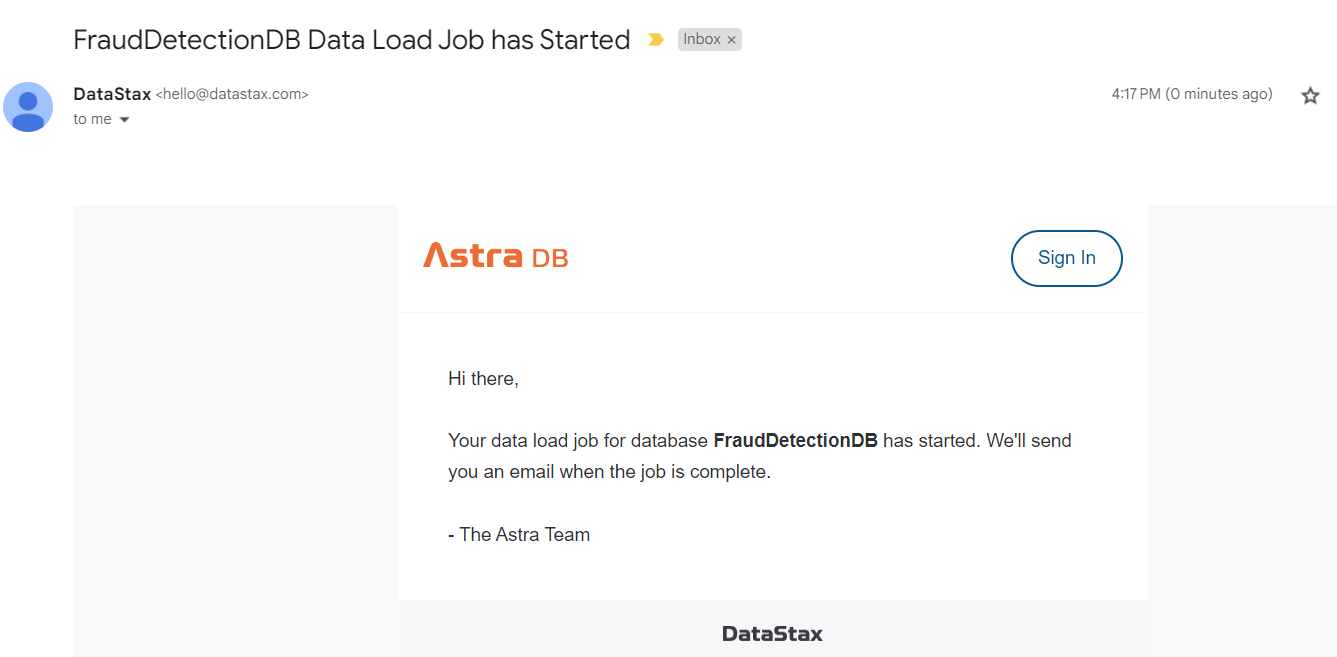 FraudDetectionDB Data Load Job has Started Inbox ×
DataStax <hello@datastax.com> 4:17 PM (0 minutes ago)
to me
Astra DB Sign In
Hi there,
Your data load job for database FraudDetectionDB has started. We'll send
you an email when the job is complete.
- The Astra Team
DataStax